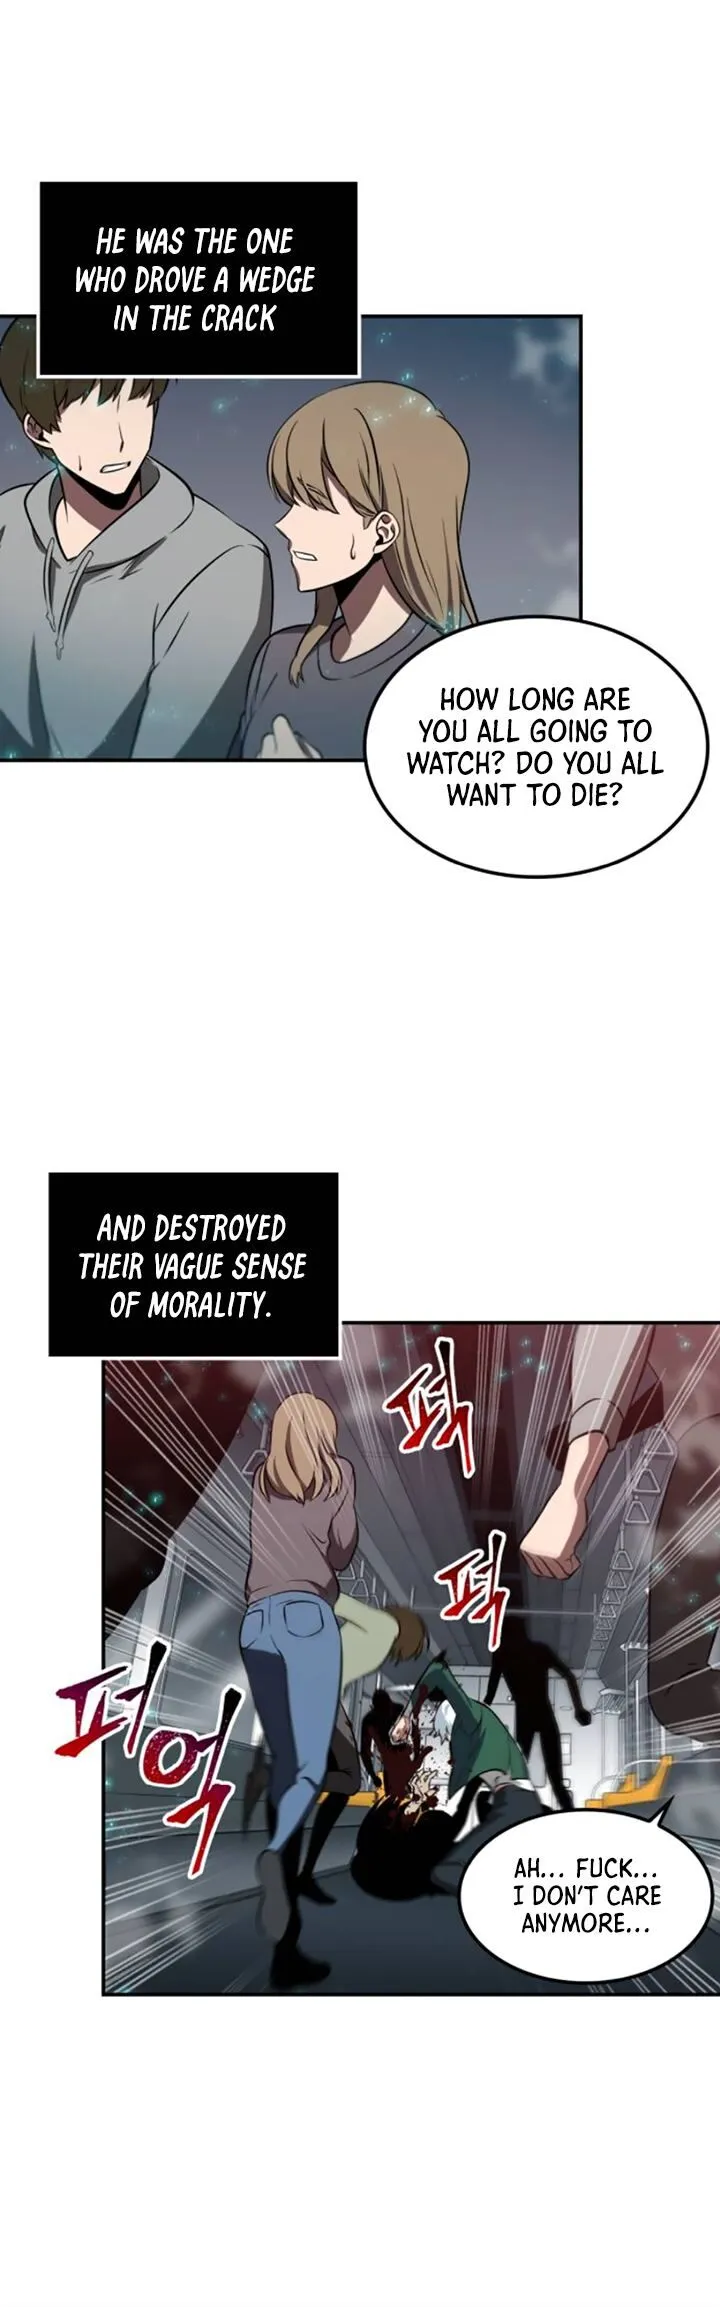 HE WAS THE ONE
WHO DROVE A WEDGE
IN THE CRACK
HOW LONG ARE
YOU ALL GOING TO
WATCH? DO YOU ALL
WANT TO DIE?
AND DESTROYED
THEIR VAGUE SENSE
OF MORALITY.
퍽
퍽
퍼억
AH... FUCK...
I DON'T CARE
ANYMORE...